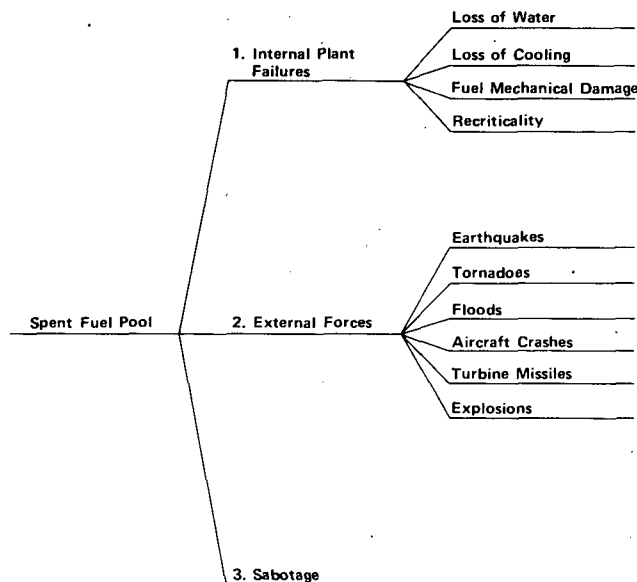 Loss of Water
1. Internal Plant
Failures
Loss of Cooling
Fuel Mechanical Damage
Recriticality
Earthquakes
Tornadoes
Spent Fuel Pool
2. External Forces
Floods
Aircraft Crashes
Turbine Missiles
Explosions
3. Sabotage